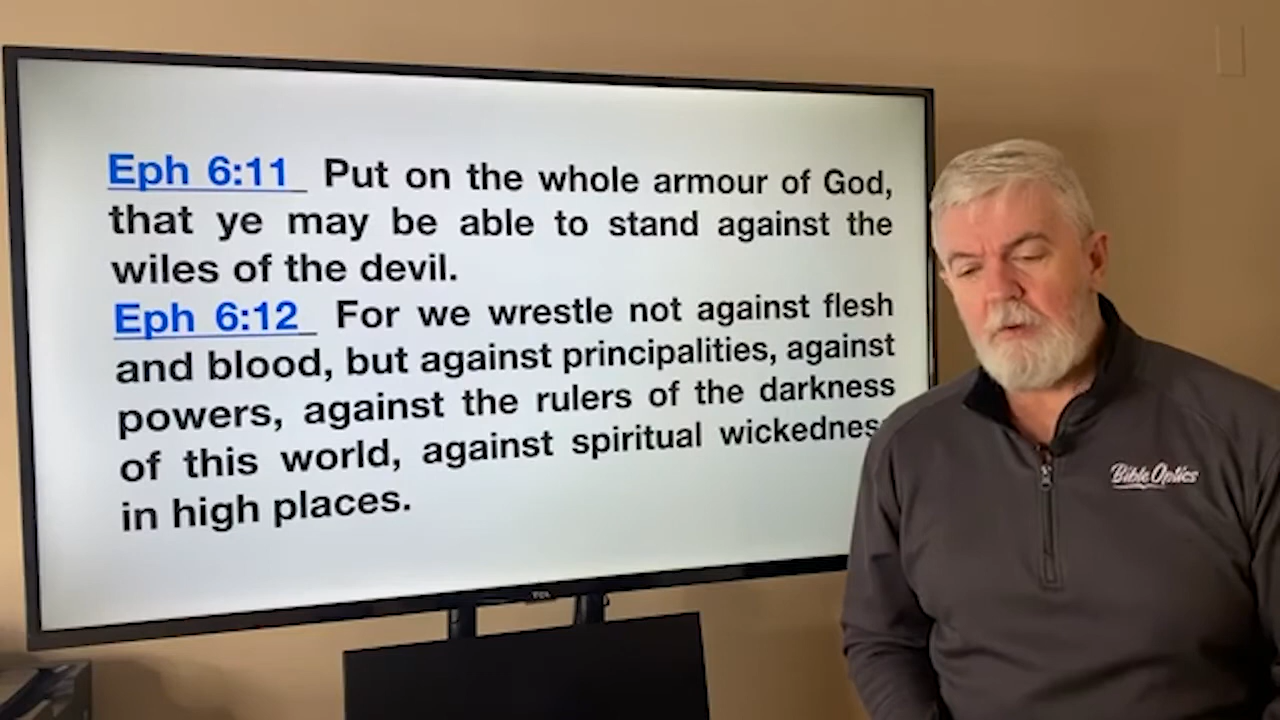 Eph 6:11 Put on the whole armour of God,
that ye may be able to stand against the
wiles of the devil.
Eph 6:12 For we wrestle not against flesh
and blood, but against principalities, against
powers, against the rulers of the darkness
of this world, against spiritual wickednes
in high places.
TCL
Bible Optics